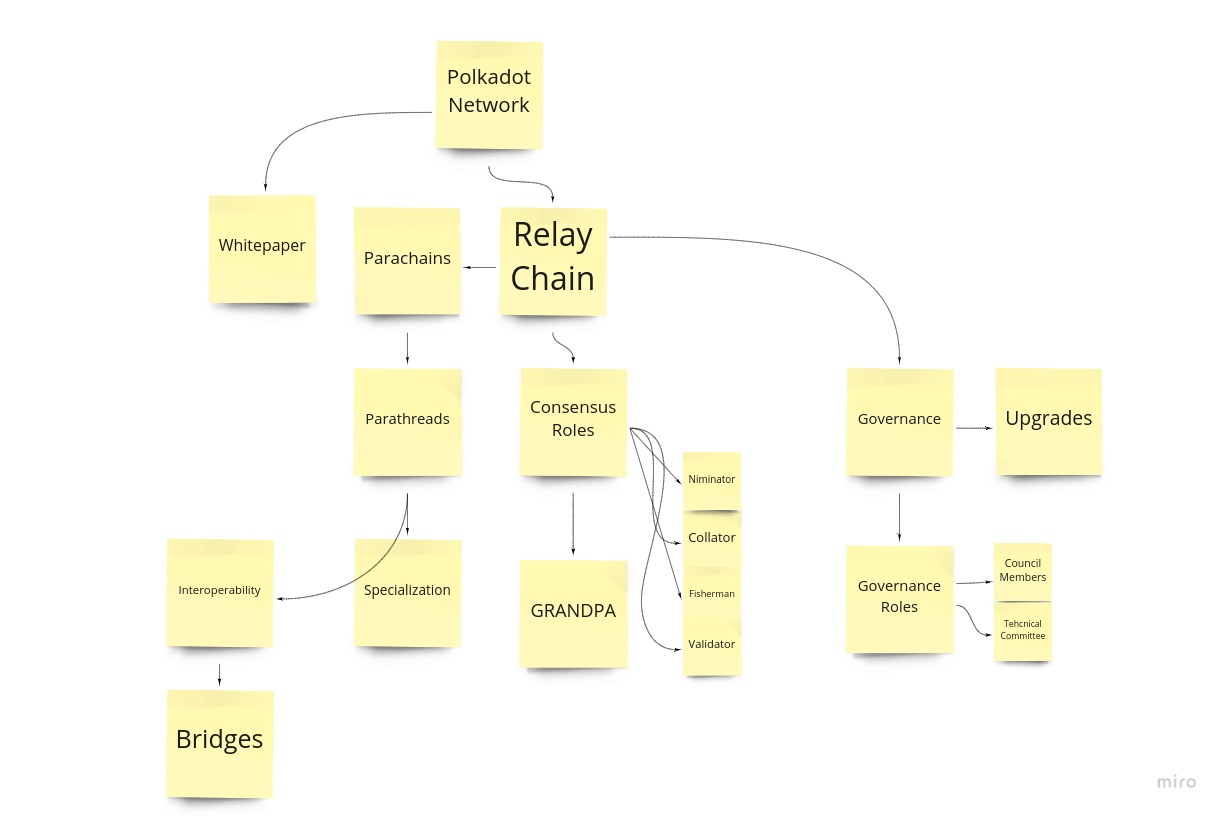 Polkadot
Network
Whitepaper
Parachains
Relay
Chain
Parathreads
Consensus
Roles
Governance
Upgrades
Niminator
Collator
Fisherman
Validator
Interoperability
Specialization
GRANDPA
Governance
Roles
Council
Members
Tehcnical
Committee
Bridges
miro